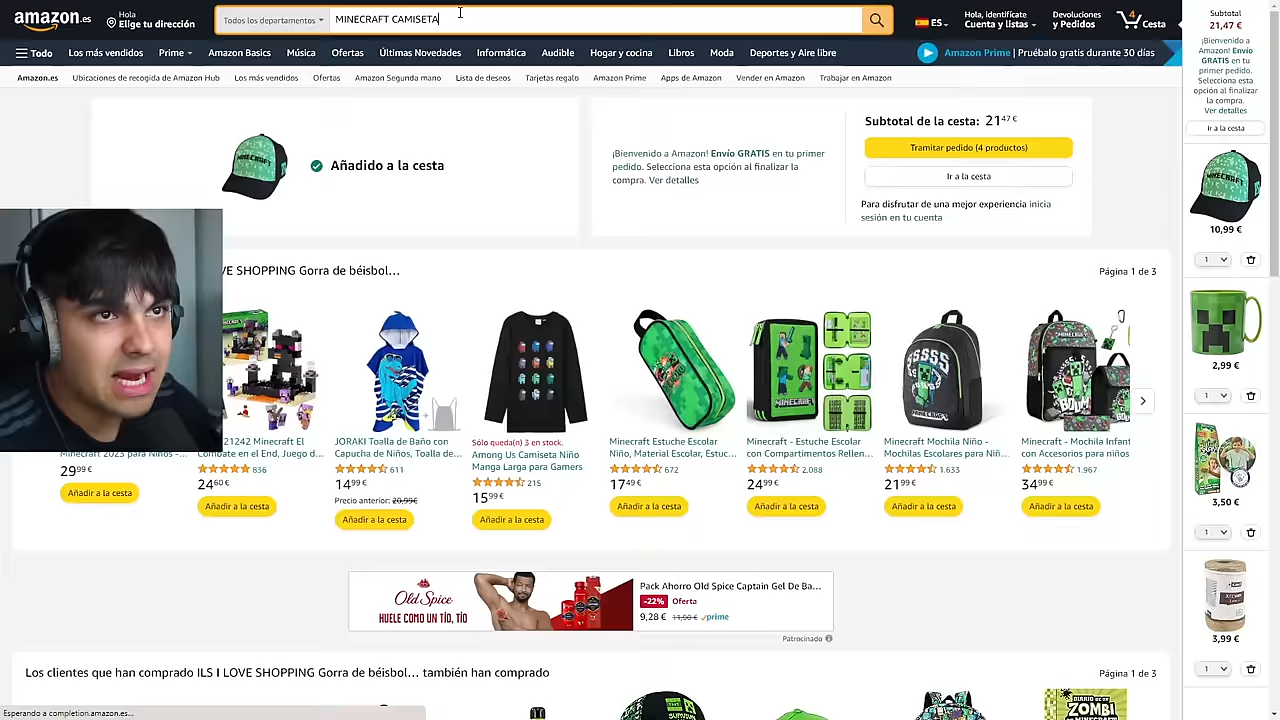 amazon.es
Hola
Elige tu dirección
Todos los departamentos
MINECRAFT CAMISETA
ES
Hola, identifícate
Cuenta y listas
Devoluciones
y Pedidos
4
Cesta
Todo
Los más vendidos
Prime
Amazon Basics
Música
Ofertas
Últimas Novedades
Informática
Audible
Hogar y cocina
Libros
Moda
Deportes y Aire libre
Amazon Prime | Pruébalo gratis durante 30 días
Amazon.es
Ubicaciones de recogida de Amazon Hub
Los más vendidos
Ofertas
Amazon Segunda mano
Lista de deseos
Tarjetas regalo
Amazon Prime
Apps de Amazon
Vender en Amazon
Trabajar en Amazon
MINECRAFT
Añadido a la cesta
¡Bienvenido a Amazon! Envío GRATIS en tu primer
pedido. Selecciona esta opción al finalizar la
compra. Ver detalles
Subtotal de la cesta: 21,47 €
Tramitar pedido (4 productos)
Ir a la cesta
Para disfrutar de una mejor experiencia inicia
sesión en tu cuenta
VE SHOPPING Gorra de béisbol…
Página 1 de 3
Minecraft 2023 para Niños -…
29,99 €
Añadir a la cesta
21242 Minecraft El
Combate en el End, Juego d…
836
24,60 €
Añadir a la cesta
JORAKI Toalla de Baño con
Capucha de Niños, Toalla de…
611
14,99 €
Precio anterior: 20,99€
Añadir a la cesta
Sólo queda(n) 3 en stock.
Among Us Camiseta Niño
Manga Larga para Gamers
215
15,99 €
Añadir a la cesta
Minecraft Estuche Escolar
Niño, Material Escolar, Estuc…
672
17,49 €
Añadir a la cesta
Minecraft - Estuche Escolar
con Compartimentos Rellen…
2.088
24,99 €
Añadir a la cesta
Minecraft Mochila Niño -
Mochilas Escolares para Niñ…
1.633
21,99 €
Añadir a la cesta
Minecraft - Mochila Infant
con Accesorios para niños
1.967
34,99 €
Añadir a la cesta
Old Spice
HUELE COMO UN TÍO, TÍO
Pack Ahorro Old Spice Captain Gel De Ba…
-22% Oferta
9,28 € 11,90 € prime
Patrocinado
Los clientes que han comprado ILS I LOVE SHOPPING Gorra de béisbol… también han comprado
Página 1 de 3
DIARIO DE UN
ZOMBI
Esperando a completion.amazon.es...
Subtotal
21,47 €
¡Bienvenido a
Amazon! Envío
GRATIS en tu
primer pedido.
Selecciona esta
opción al finalizar
la compra.
Ver detalles
Ir a la cesta
MINECRAFT
10,99 €
1
2,99 €
1
3,50 €
1
3,99 €
1